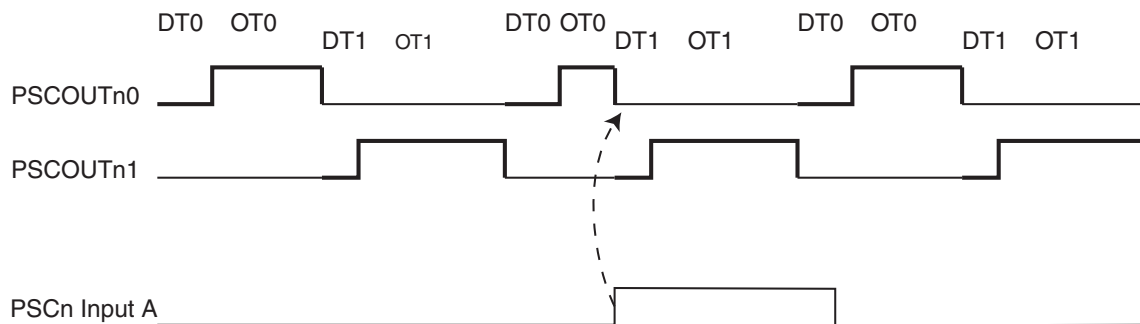 DT0 OT0 DT0 OT0 DT0 OT0
DT1 OT1 DT1 OT1 DT1 OT1
PSCOUTn0
PSCOUTn1
PSCn Input A